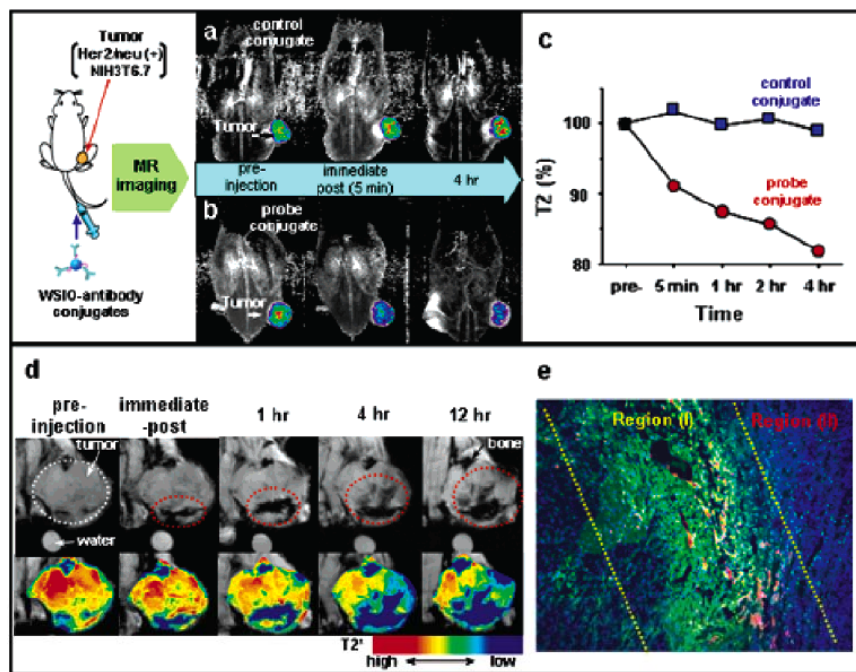 Tumor
Her2/neu (+)
NIH3T6.7
WSIO-antibody
conjugates
MR
imaging
a
control
conjugate
Tumor
pre-
injection
immediate
post (5 min)
4 hr
b
probe
conjugate
Tumor
c
T2 (%)
100
90
80
control
conjugate
probe
conjugate
pre-
5 min
1 hr
2 hr
4 hr
Time
d
pre-
injection
immediate
-post
1 hr
4 hr
12 hr
tumor
bone
water
T2*
high
low
e
Region (I)
Region (II)